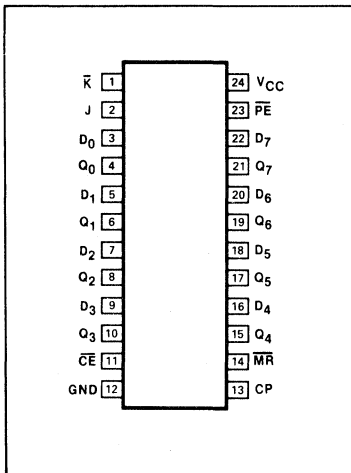 K̅ 1 24 V_CC
J 2 23 P̅E̅
D₀ 3 22 D₇
Q₀ 4 21 Q₇
D₁ 5 20 D₆
Q₁ 6 19 Q₆
D₂ 7 18 D₅
Q₂ 8 17 Q₅
D₃ 9 16 D₄
Q₃ 10 15 Q₄
C̅E̅ 11 14 M̅R̅
GND 12 13 CP